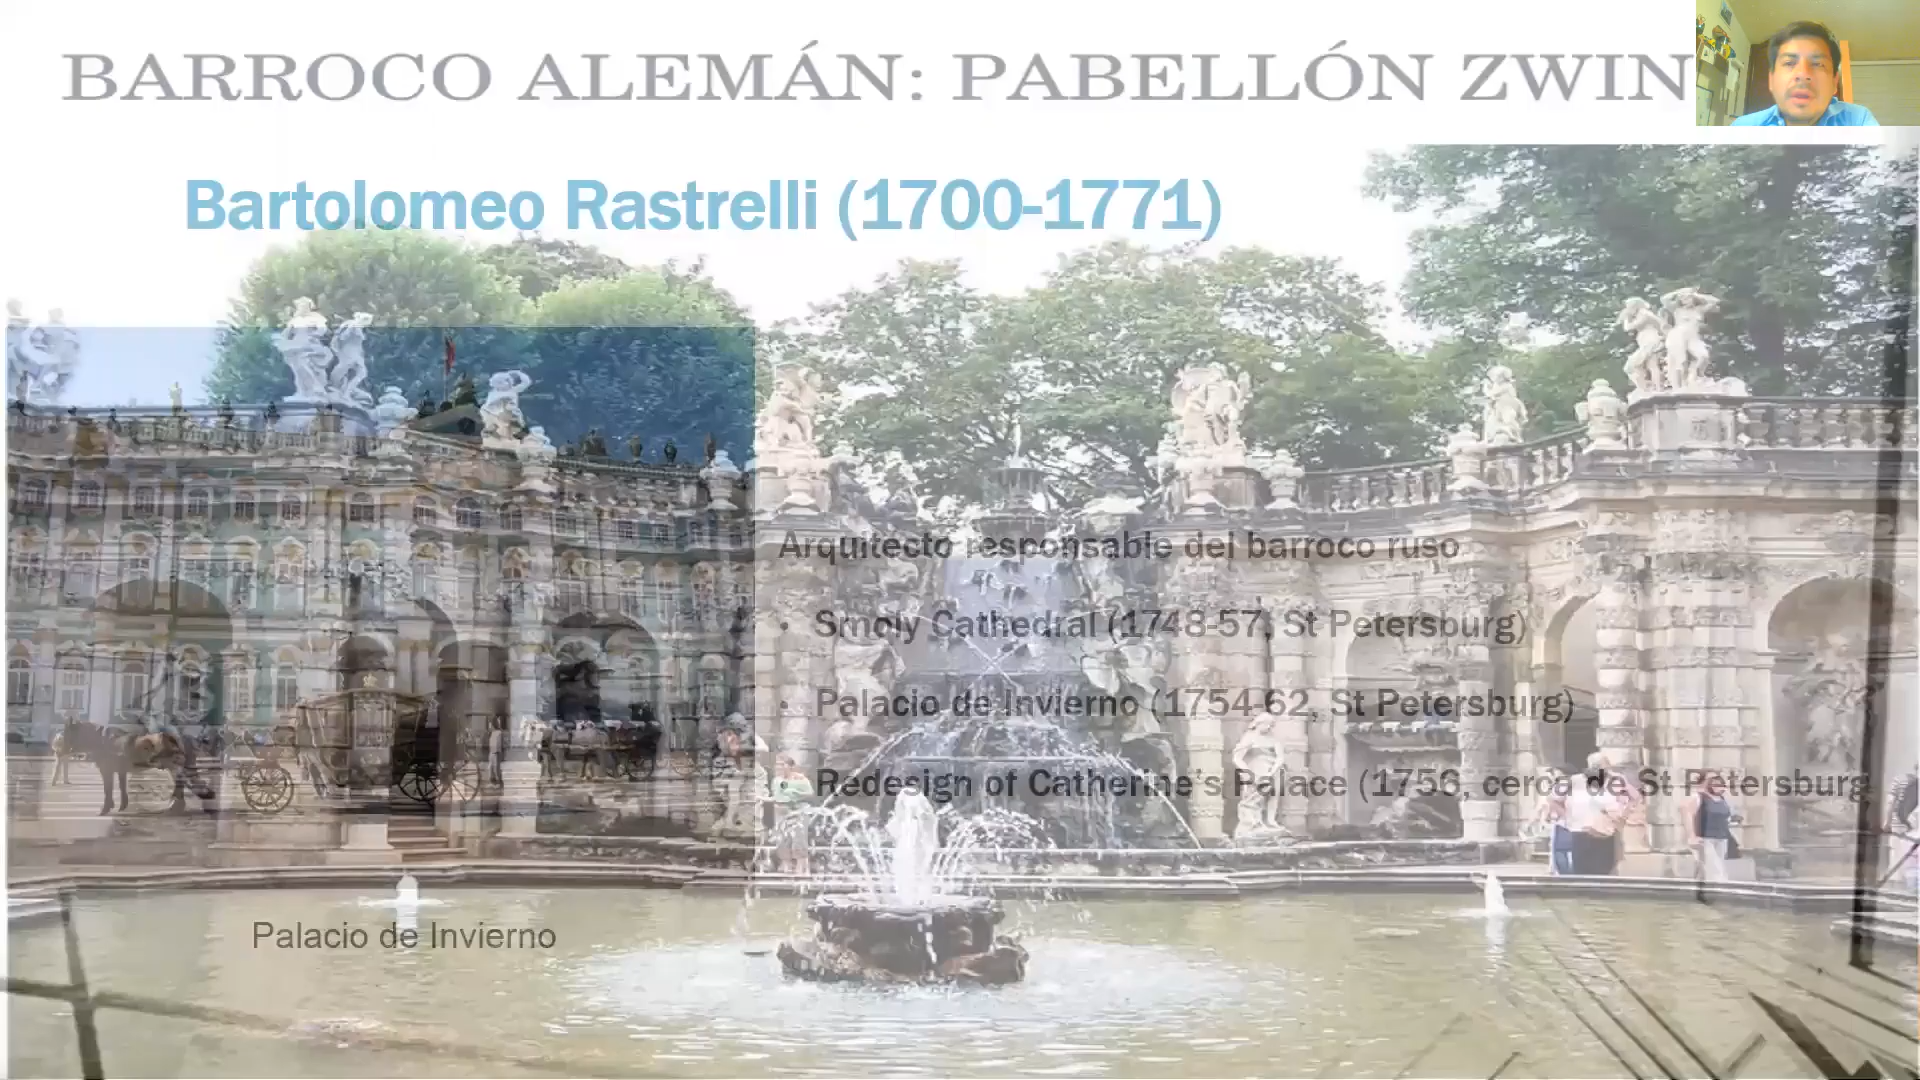 BARROCO ALEMÁN: PABELLÓN ZWIN
Bartolomeo Rastrelli (1700-1771)
Arquitecto responsable del barroco ruso
• Smoly Cathedral (1748-57, St Petersburg)
• Palacio de Invierno (1754-62, St Petersburg)
• Redesign of Catherine's Palace (1756, cerca de St Petersburg
Palacio de Invierno